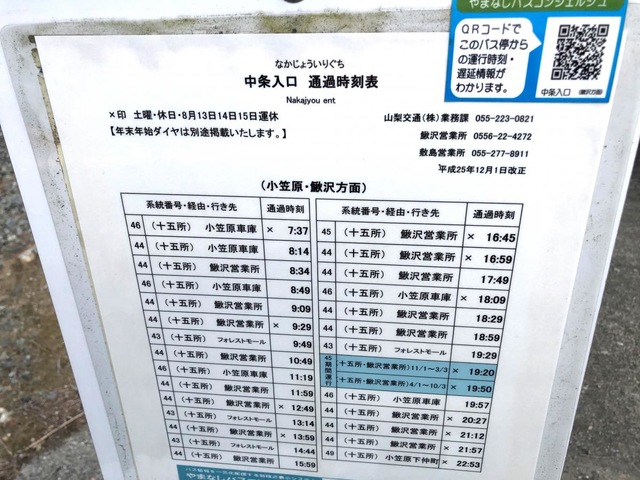 やまなしバスコンシェルジュ
QRコードで
このバス停から
の運行時刻・
遅延情報が
わかります。
中条入口 (鰍沢方面)
なかじょういりぐち
中条入口 通過時刻表
Nakajyou ent
×印 土曜・休日・8月13日14日15日運休
【年末年始ダイヤは別途掲載いたします。】
山梨交通(株)業務課 055-223-0821
鰍沢営業所 0556-22-4272
敷島営業所 055-277-8911
平成25年12月1日改正
(小笠原・鰍沢方面)
系統番号・経由・行き先 通過時刻
46 (十五所) 小笠原車庫 × 7:37
44 (十五所) 小笠原車庫 8:14
44 (十五所) 鰍沢営業所 8:34
46 (十五所) 小笠原車庫 8:49
44 (十五所) 鰍沢営業所 9:09
44 (十五所) 鰍沢営業所 × 9:29
43 (十五所) フォレストモール 9:49
44 (十五所) 鰍沢営業所 10:49
46 (十五所) 小笠原車庫 11:19
44 (十五所) 鰍沢営業所 11:59
44 (十五所) 鰍沢営業所 × 12:49
43 (十五所) フォレストモール 13:14
44 (十五所) 鰍沢営業所 × 13:59
43 (十五所) フォレストモール 14:44
44 (十五所) 鰍沢営業所 15:59
系統番号・経由・行き先 通過時刻
45 (十五所) 鰍沢営業所 × 16:45
44 (十五所) 鰍沢営業所 × 16:59
44 (十五所) 鰍沢営業所 17:49
46 (十五所) 小笠原車庫 × 18:09
44 (十五所) 鰍沢営業所 18:29
44 (十五所) 鰍沢営業所 18:59
43 (十五所) フォレストモール 19:29
45期間運行 (十五所・鰍沢営業所)11/1〜3/3 × 19:20
(十五所・鰍沢営業所)4/1〜10/3 × 19:50
46 (十五所) 小笠原車庫 19:57
44 (十五所) 鰍沢営業所 × 20:27
44 (十五所) 鰍沢営業所 × 21:12
44 (十五所) 鰍沢営業所 × 21:57
49 (十五所) 小笠原下仲町 × 22:53